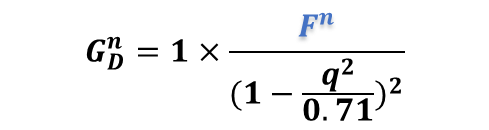 G_D^n = 1 × F^n / (1 − q^2 / 0.71)^2